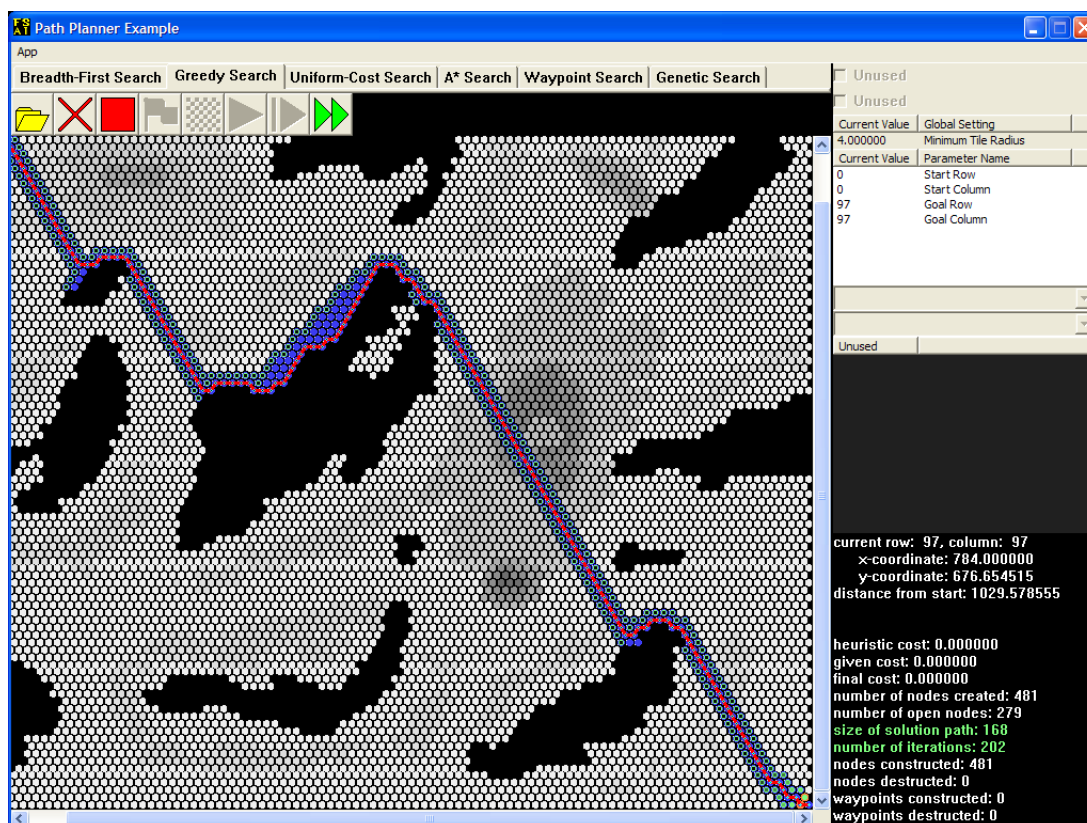 FS
AT
Path Planner Example
App
Breadth-First Search Greedy Search Uniform-Cost Search A* Search Waypoint Search Genetic Search
Unused
Unused
Current Value Global Setting
4.000000 Minimum Tile Radius
Current Value Parameter Name
0 Start Row
0 Start Column
97 Goal Row
97 Goal Column
Unused
current row: 97, column: 97
x-coordinate: 784.000000
y-coordinate: 676.654515
distance from start: 1029.578555
heuristic cost: 0.000000
given cost: 0.000000
final cost: 0.000000
number of nodes created: 481
number of open nodes: 279
size of solution path: 168
number of iterations: 202
nodes constructed: 481
nodes destructed: 0
waypoints constructed: 0
waypoints destructed: 0